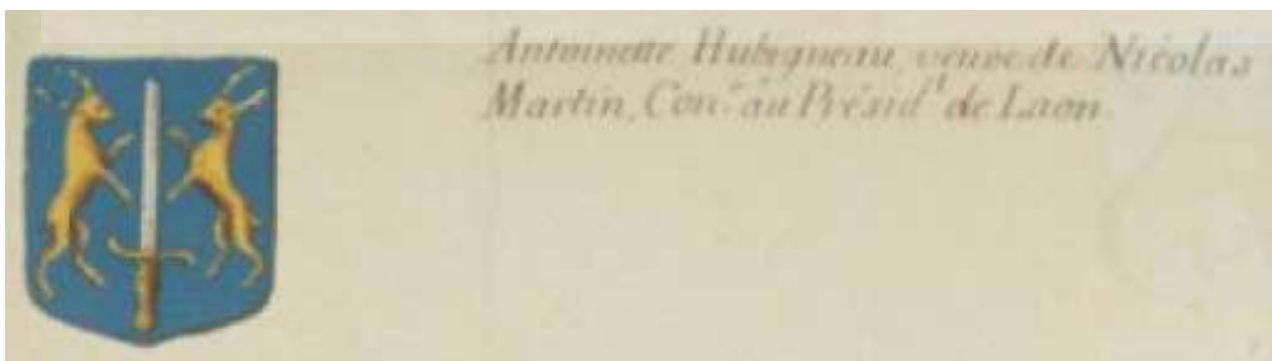 Antoinette Hubigneau, veuve de Nicolas
Martin, Con.er au Présid.l de Laon